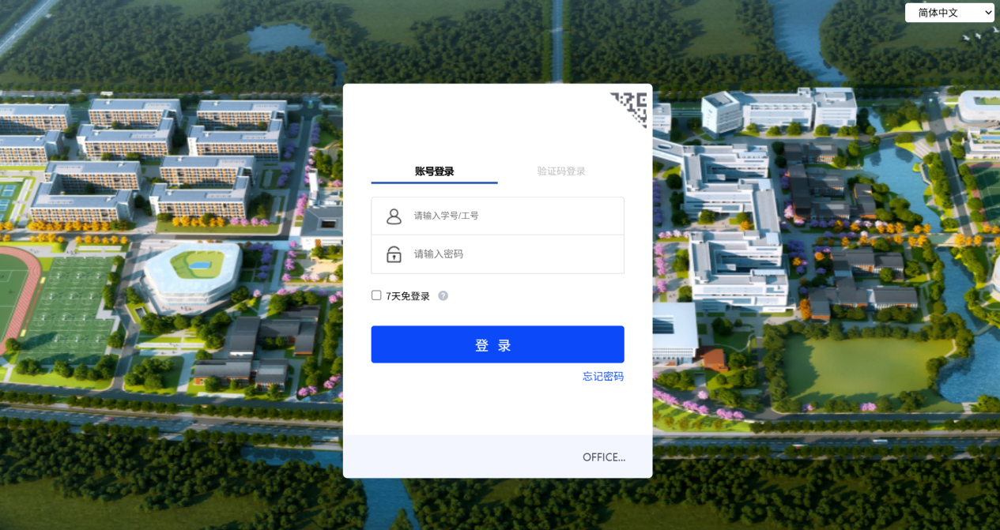 简体中文
账号登录 验证码登录
请输入学号/工号
请输入密码
7天免登录 ?
登 录
忘记密码
OFFICE...